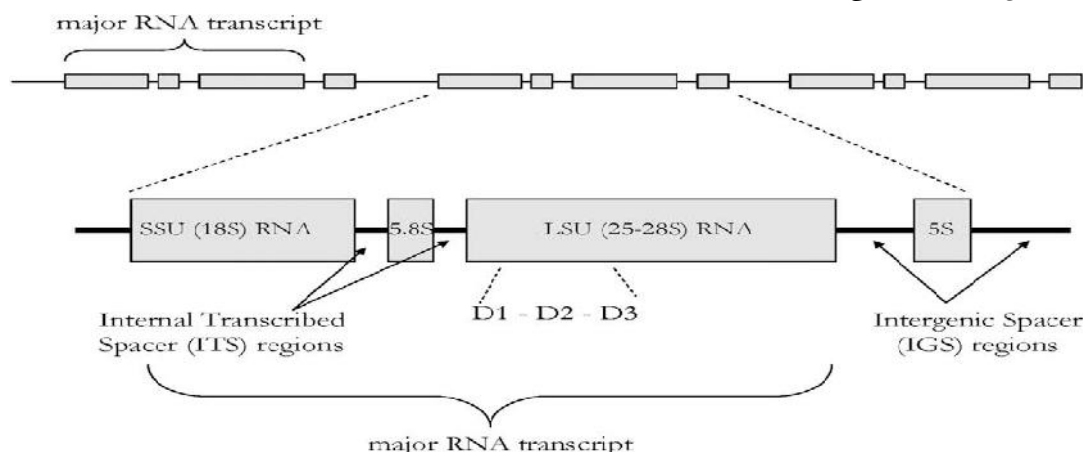 major RNA transcript
SSU (18S) RNA
5.8S
LSU (25-28S) RNA
5S
D1 - D2 - D3
Internal Transcribed
Spacer (ITS) regions
Intergenic Spacer
(IGS) regions
major RNA transcript